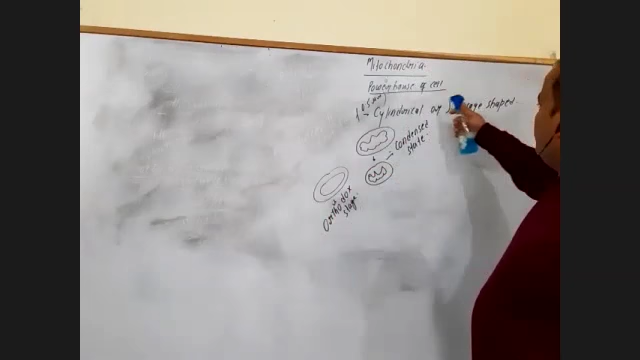 Mitochondria
Powerhouse of cell
Cylindrical or shaped
Condensed
state.
Orthodox
stage.